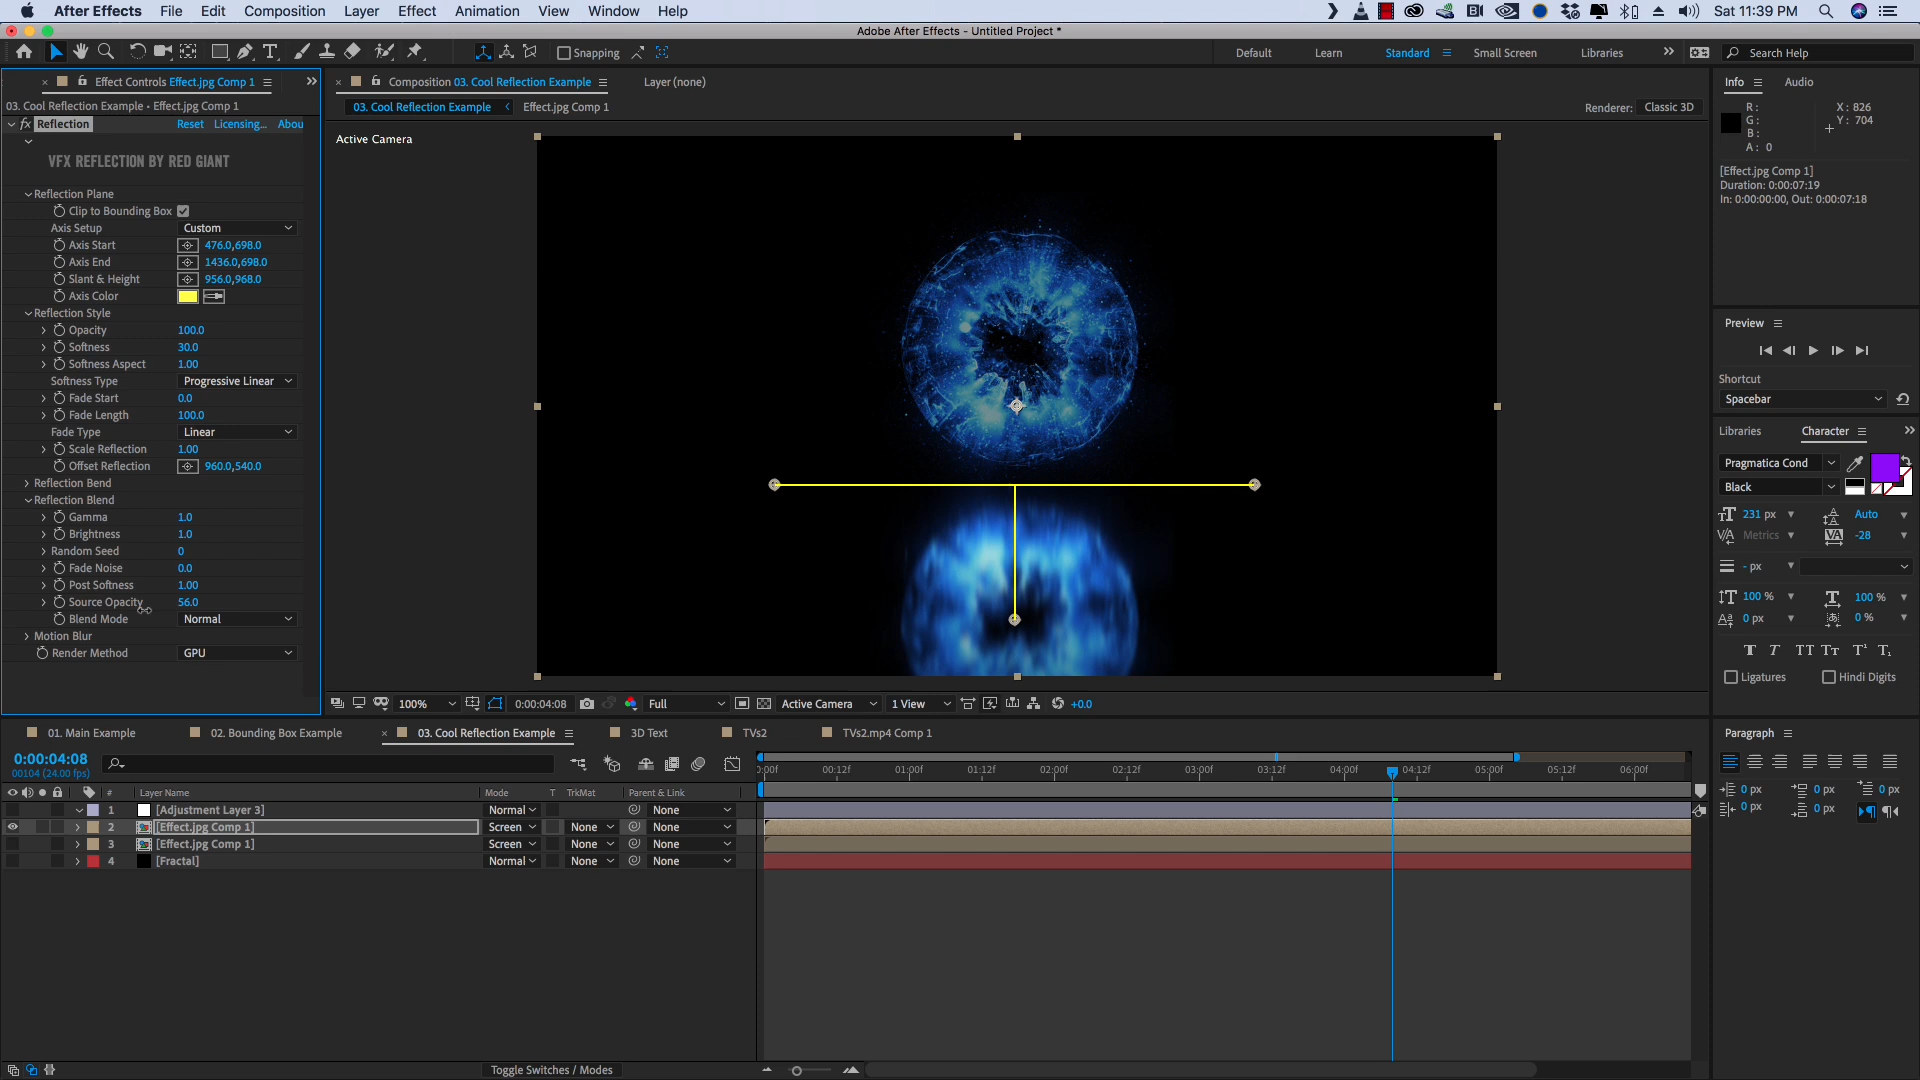 After Effects File Edit Composition Layer Effect Animation View Window Help
Sat 11:39 PM
Adobe After Effects - Untitled Project *
Snapping
Default Learn Standard Small Screen Libraries
Search Help
Effect Controls Effect.jpg Comp 1
Composition 03. Cool Reflection Example
Layer (none)
Info Audio
03. Cool Reflection Example • Effect.jpg Comp 1
03. Cool Reflection Example
Effect.jpg Comp 1
Renderer: Classic 3D
fx Reflection Reset Licensing... Abou
VFX REFLECTION BY RED GIANT
Reflection Plane
Clip to Bounding Box
Axis Setup Custom
Axis Start 476.0,698.0
Axis End 1436.0,698.0
Slant & Height 956.0,968.0
Axis Color
Reflection Style
Opacity 100.0
Softness 30.0
Softness Aspect 1.00
Softness Type Progressive Linear
Fade Start 0.0
Fade Length 100.0
Fade Type Linear
Scale Reflection 1.00
Offset Reflection 960.0,540.0
Reflection Bend
Reflection Blend
Gamma 1.0
Brightness 1.0
Random Seed 0
Fade Noise 0.0
Post Softness 1.00
Source Opacity 56.0
Blend Mode Normal
Motion Blur
Render Method GPU
Active Camera
100%
0:00:04:08
Full
Active Camera
1 View
+0.0
R:
G:
B:
A: 0
X: 826
Y: 704
[Effect.jpg Comp 1]
Duration: 0:00:07:19
In: 0:00:00:00, Out: 0:00:07:18
Preview
Shortcut
Spacebar
Libraries Character
Pragmatica Cond
Black
231 px Auto
Metrics -28
- px
100 % 100 %
0 px 0 %
Ligatures Hindi Digits
Paragraph
0 px 0 px 0 px
0 px 0 px
01. Main Example
02. Bounding Box Example
03. Cool Reflection Example
3D Text
TVs2
TVs2.mp4 Comp 1
0:00:04:08
00104 (24.00 fps)
:00f 00:12f 01:00f 01:12f 02:00f 02:12f 03:00f 03:12f 04:00f 04:12f 05:00f 05:12f 06:00f
# Layer Name Mode T TrkMat Parent & Link
1 [Adjustment Layer 3] Normal None
2 [Effect.jpg Comp 1] Screen None None
3 [Effect.jpg Comp 1] Screen None None
4 [Fractal] Normal None None
Toggle Switches / Modes